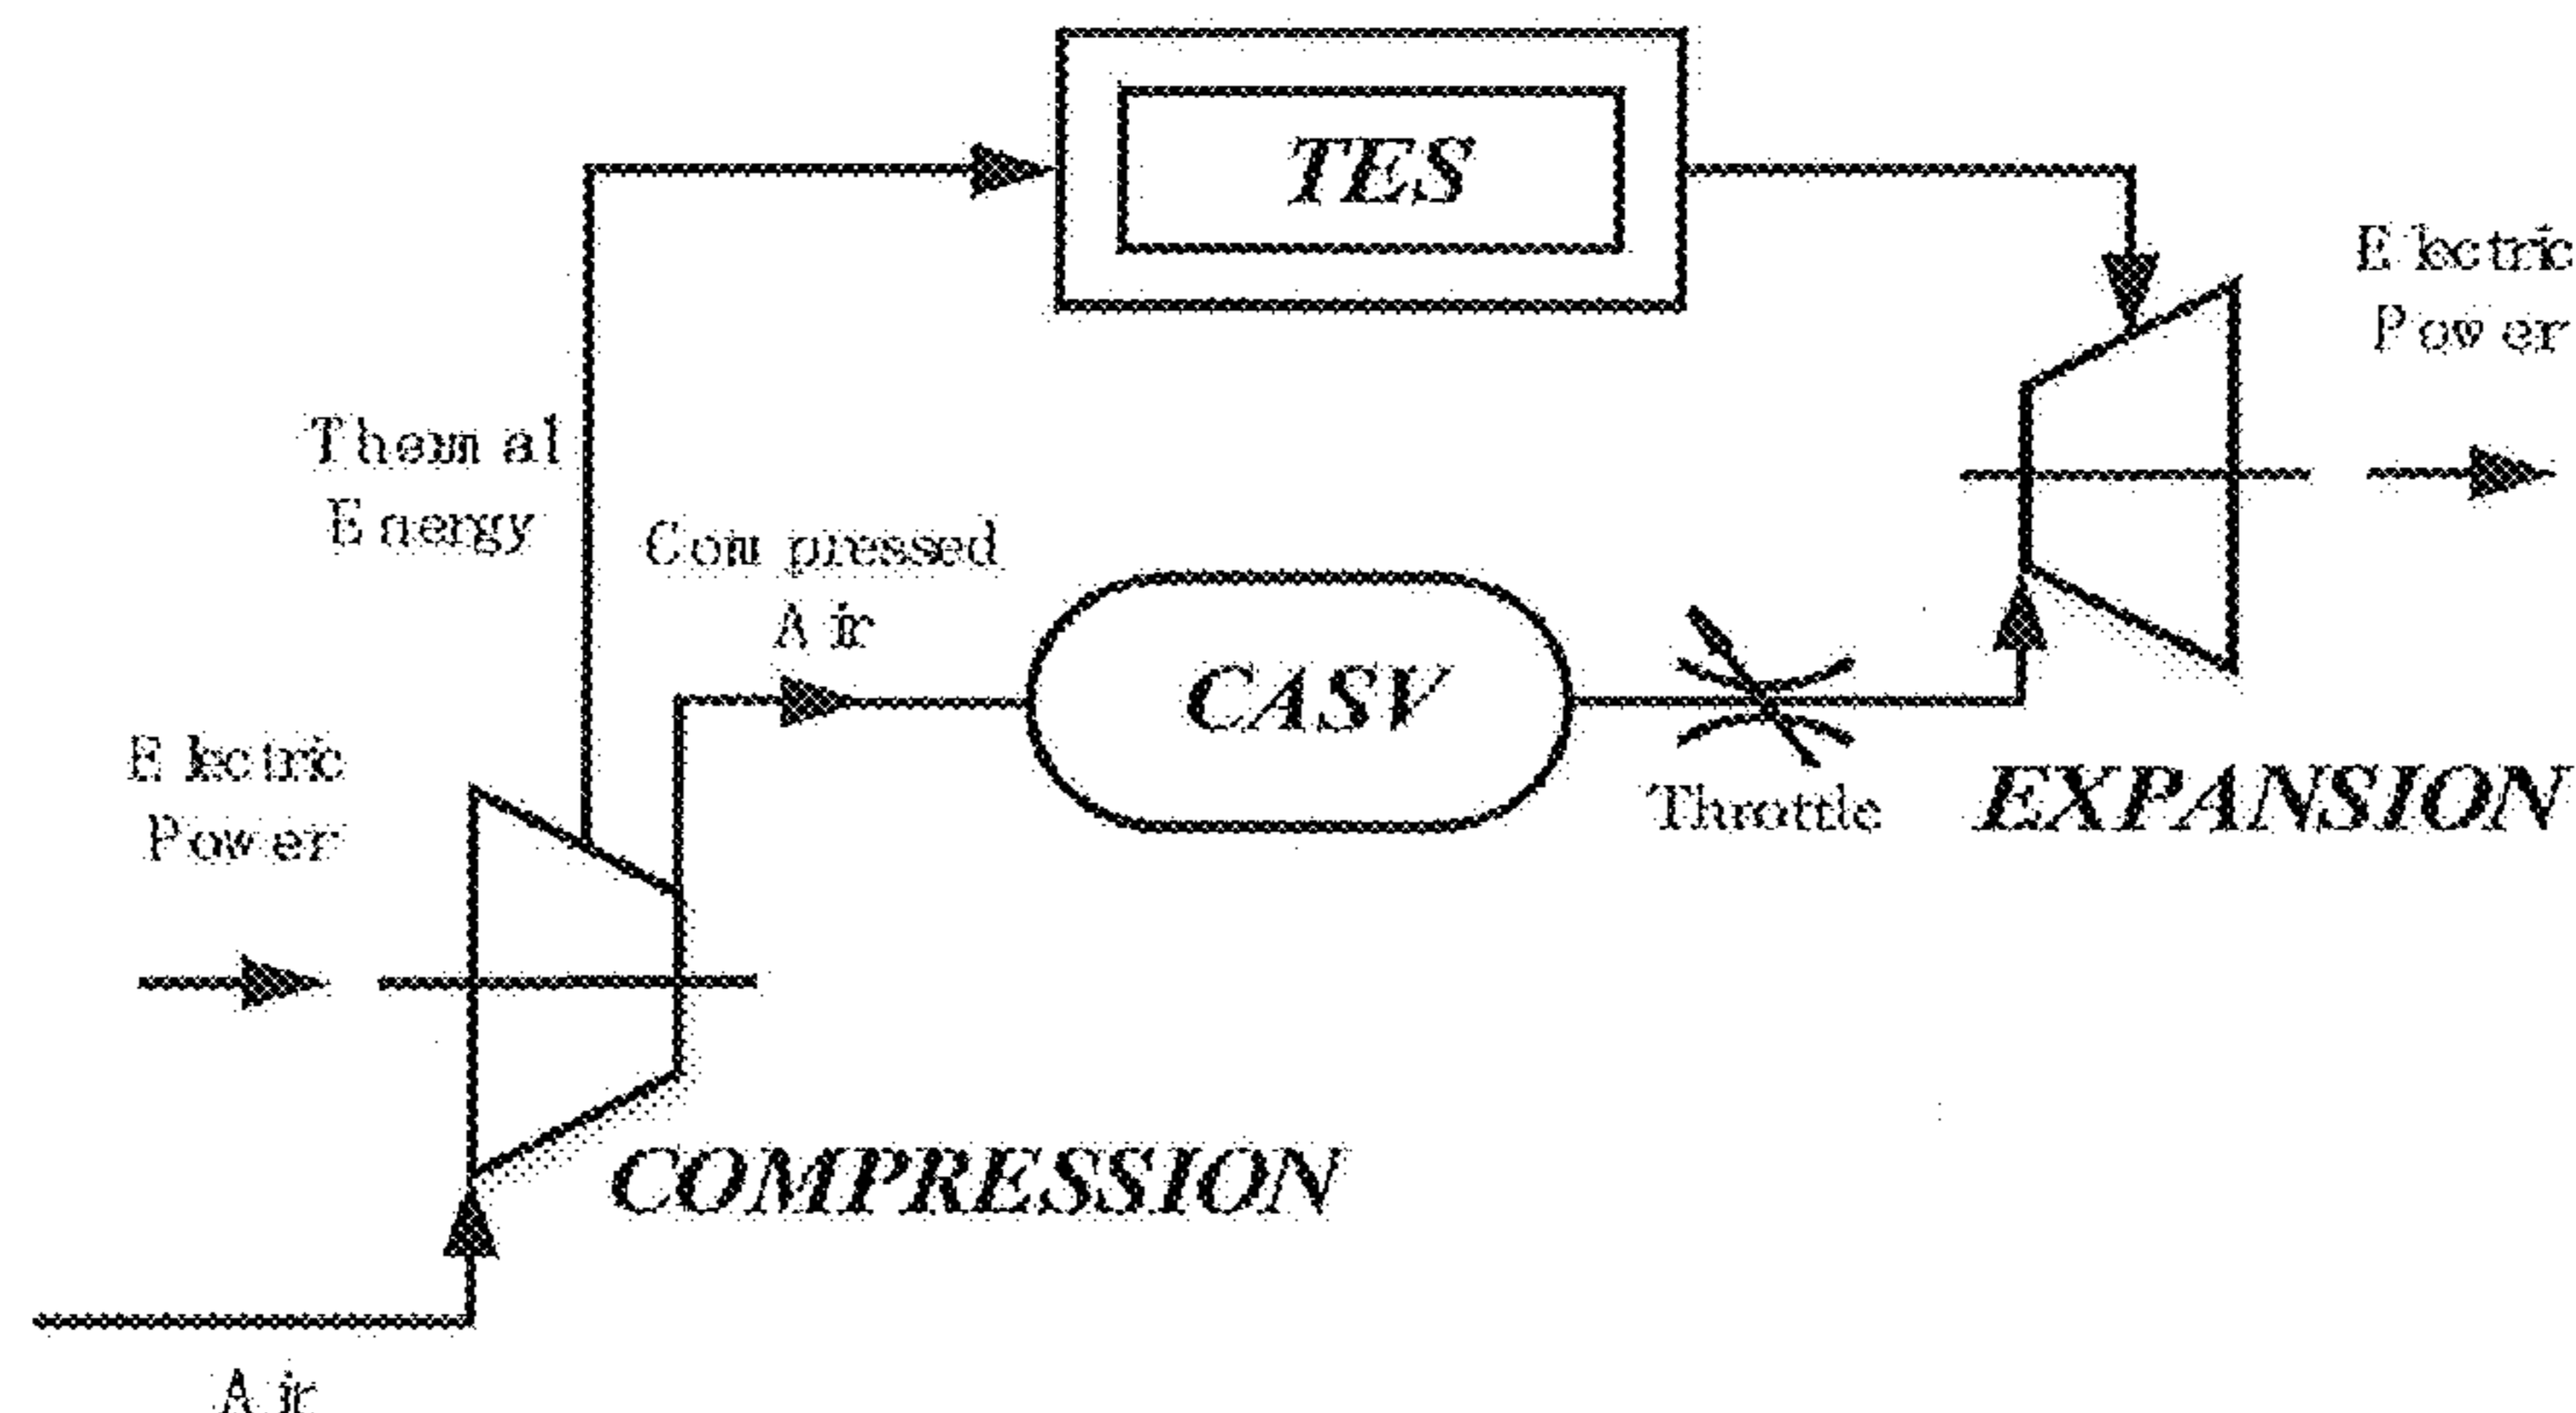 TES
Electric
Power
Thermal
Energy
Compressed
Air
CASV
Electric
Power
Throttle
EXPANSION
COMPRESSION
Air